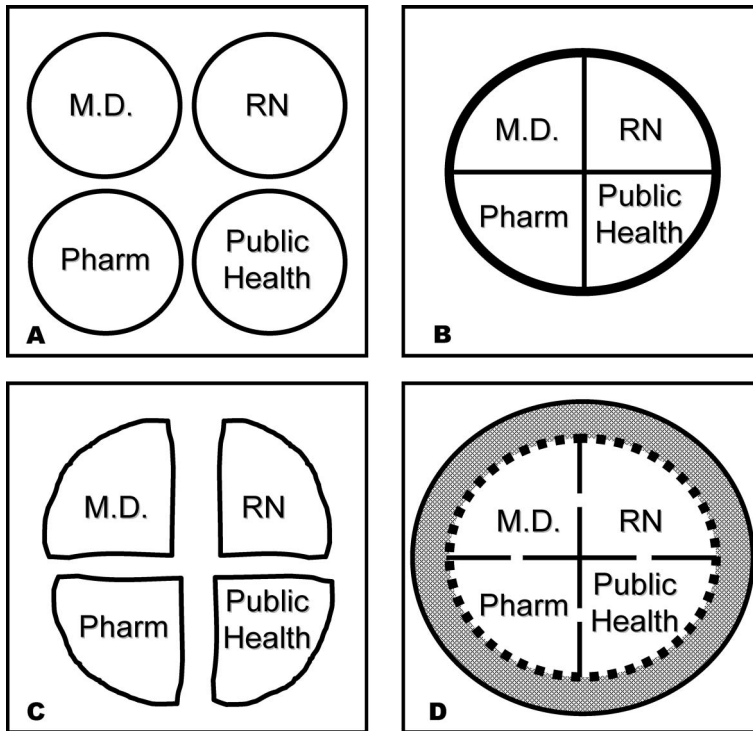 M.D. RN
Pharm Public
Health
A
M.D. RN
Pharm Public
Health
B
M.D. RN
Pharm Public
Health
C
M.D. RN
Pharm Public
Health
D